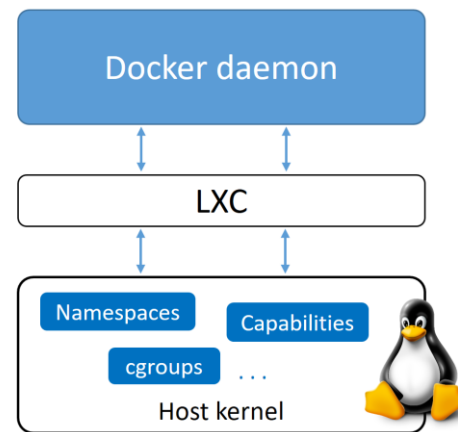 Docker daemon
LXC
Namespaces
Capabilities
cgroups
...
Host kernel